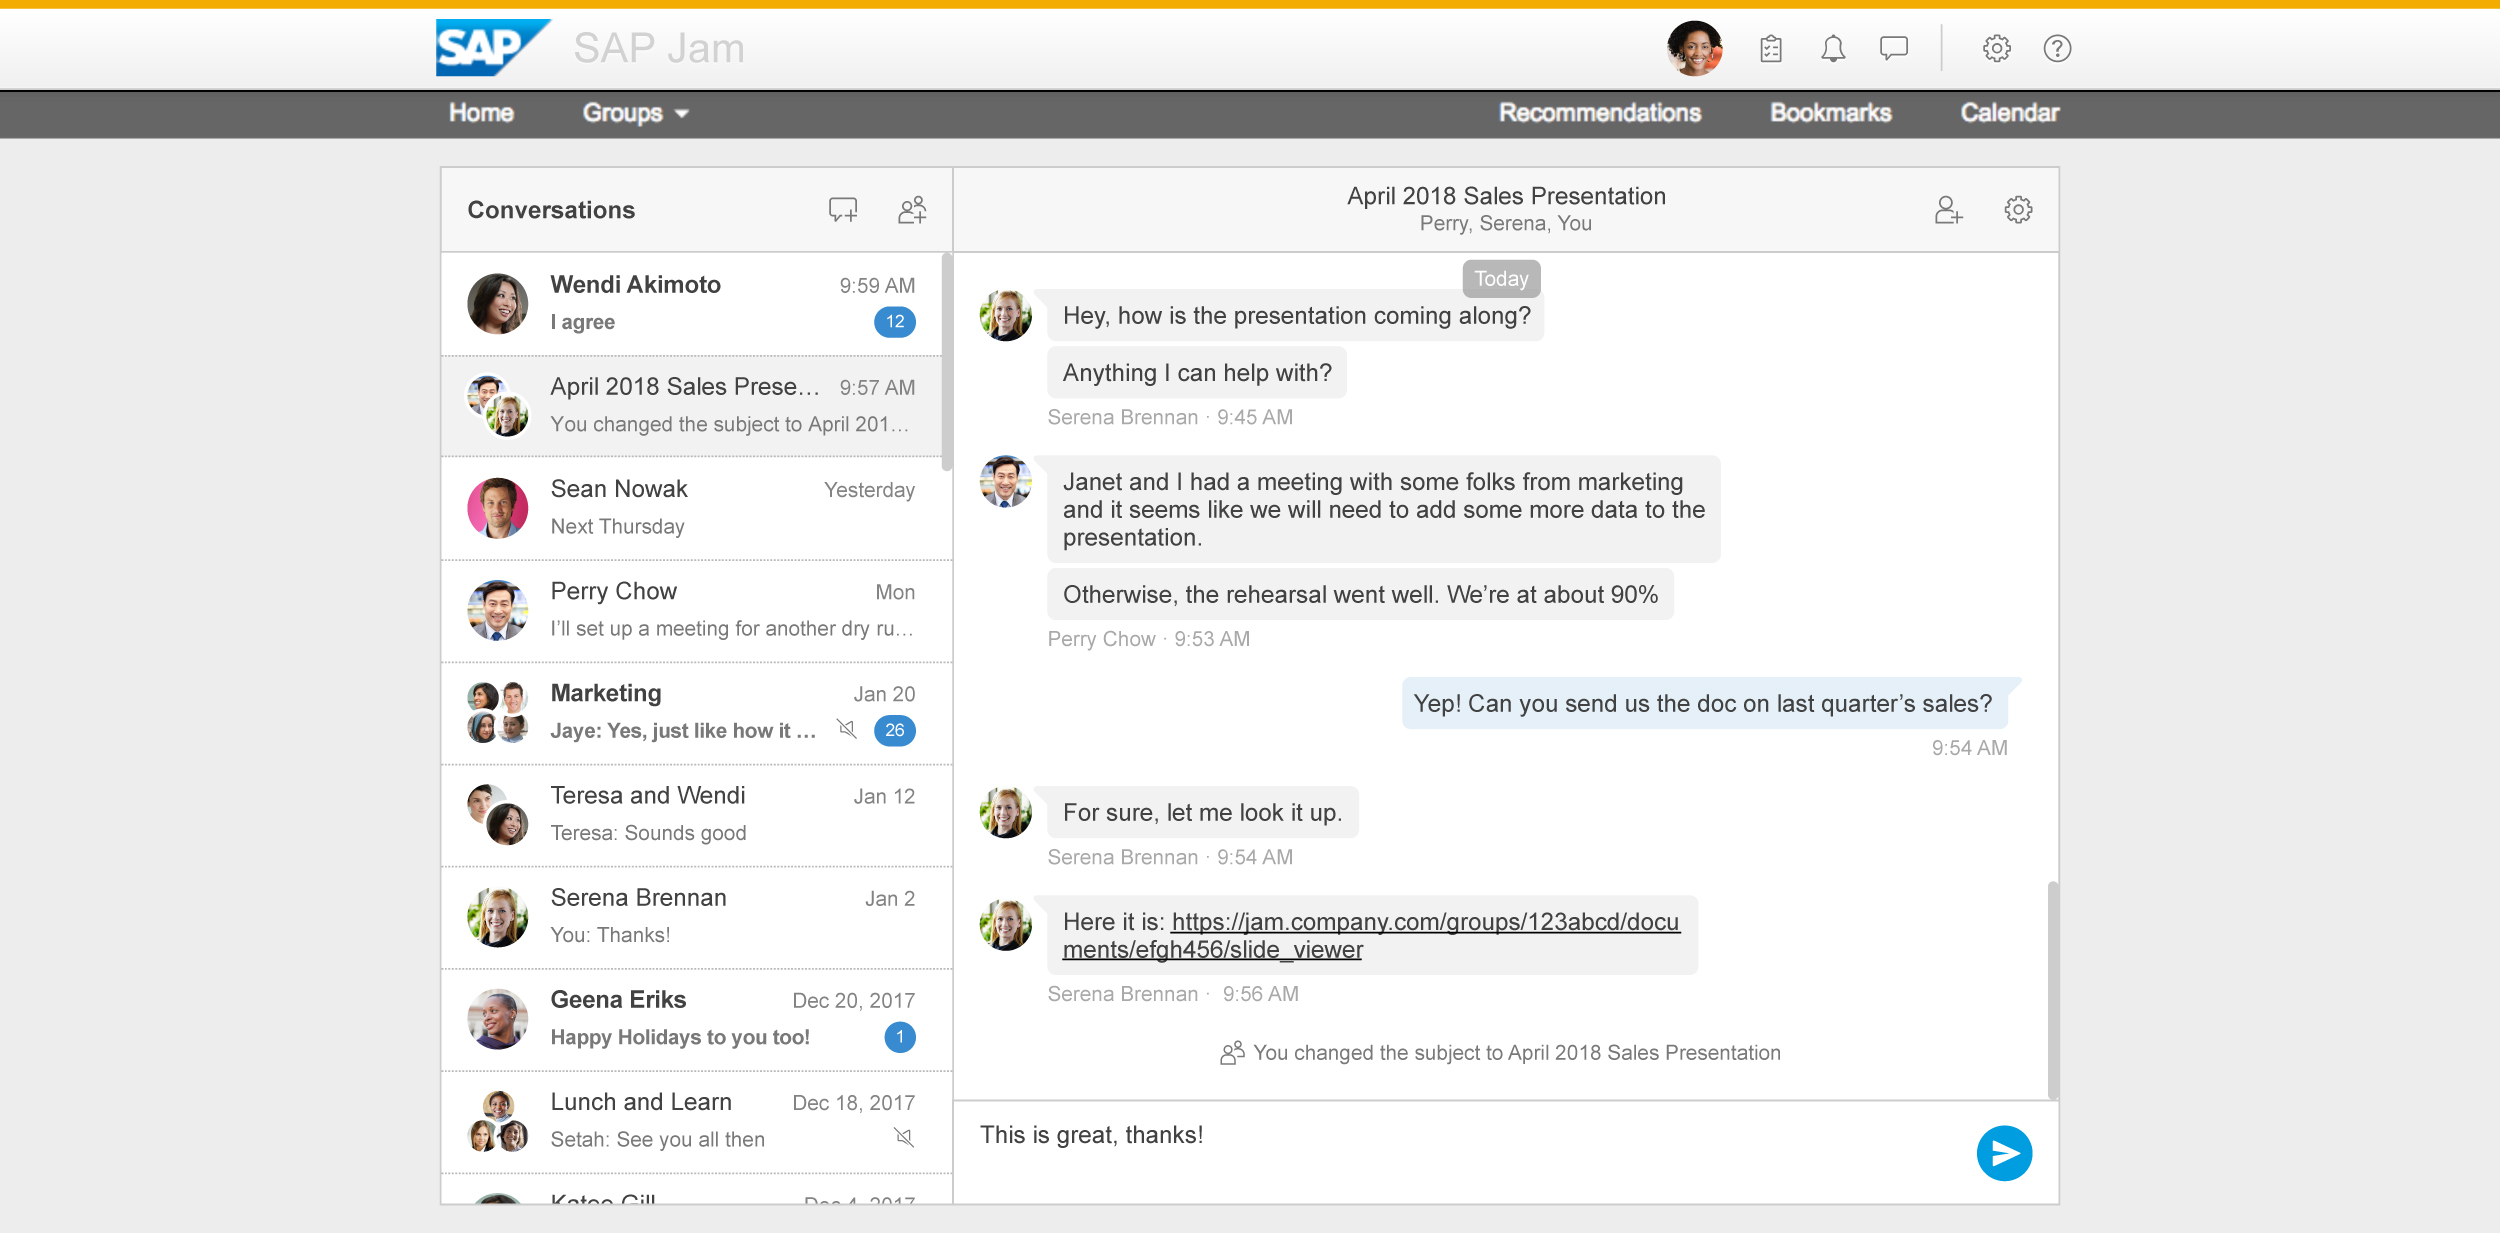 SAP SAP Jam
Home Groups Recommendations Bookmarks Calendar
Conversations
Wendi Akimoto 9:59 AM
I agree 12
April 2018 Sales Prese... 9:57 AM
You changed the subject to April 201...
Sean Nowak Yesterday
Next Thursday
Perry Chow Mon
I’ll set up a meeting for another dry ru...
Marketing Jan 20
Jaye: Yes, just like how it ... 26
Teresa and Wendi Jan 12
Teresa: Sounds good
Serena Brennan Jan 2
You: Thanks!
Geena Eriks Dec 20, 2017
Happy Holidays to you too! 1
Lunch and Learn Dec 18, 2017
Setah: See you all then
April 2018 Sales Presentation
Perry, Serena, You
Today
Hey, how is the presentation coming along?
Anything I can help with?
Serena Brennan · 9:45 AM
Janet and I had a meeting with some folks from marketing
and it seems like we will need to add some more data to the
presentation.
Otherwise, the rehearsal went well. We’re at about 90%
Perry Chow · 9:53 AM
Yep! Can you send us the doc on last quarter’s sales?
9:54 AM
For sure, let me look it up.
Serena Brennan · 9:54 AM
Here it is: https://jam.company.com/groups/123abcd/docu
ments/efgh456/slide_viewer
Serena Brennan · 9:56 AM
You changed the subject to April 2018 Sales Presentation
This is great, thanks!